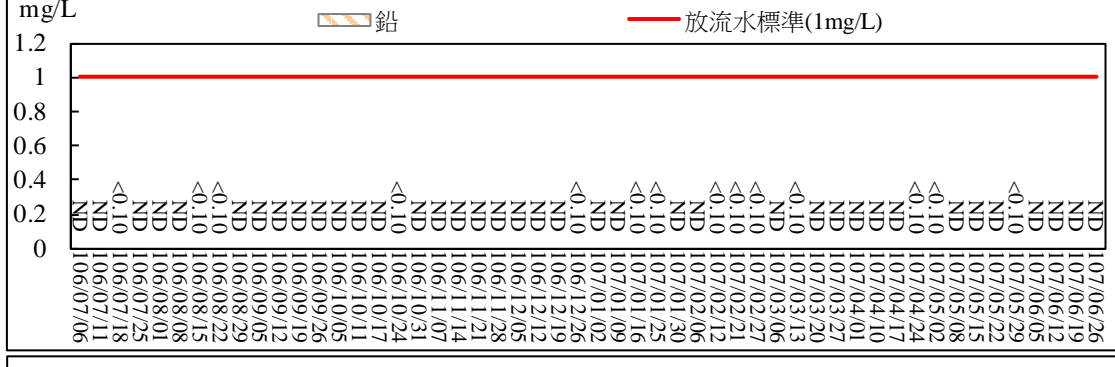 mg/L
鉛
放流水標準(1mg/L)
1.2
1
0.8
0.6
0.4
0.2
0
ND
ND
<0.10
ND
ND
ND
<0.10
<0.10
ND
ND
ND
ND
ND
ND
ND
ND
<0.10
ND
ND
ND
ND
ND
ND
ND
ND
<0.10
ND
ND
<0.10
<0.10
ND
ND
<0.10
<0.10
<0.10
ND
<0.10
ND
ND
ND
ND
ND
<0.10
<0.10
ND
ND
ND
<0.10
ND
ND
ND
ND
106/07/06
106/07/11
106/07/18
106/07/25
106/08/01
106/08/08
106/08/15
106/08/22
106/08/29
106/09/05
106/09/12
106/09/19
106/09/26
106/10/05
106/10/11
106/10/17
106/10/24
106/10/31
106/11/07
106/11/14
106/11/21
106/11/28
106/12/05
106/12/12
106/12/19
106/12/26
107/01/02
107/01/09
107/01/16
107/01/25
107/01/30
107/02/06
107/02/12
107/02/21
107/02/27
107/03/06
107/03/13
107/03/20
107/03/27
107/04/01
107/04/10
107/04/17
107/04/24
107/05/02
107/05/08
107/05/15
107/05/22
107/05/29
107/06/05
107/06/12
107/06/19
107/06/26